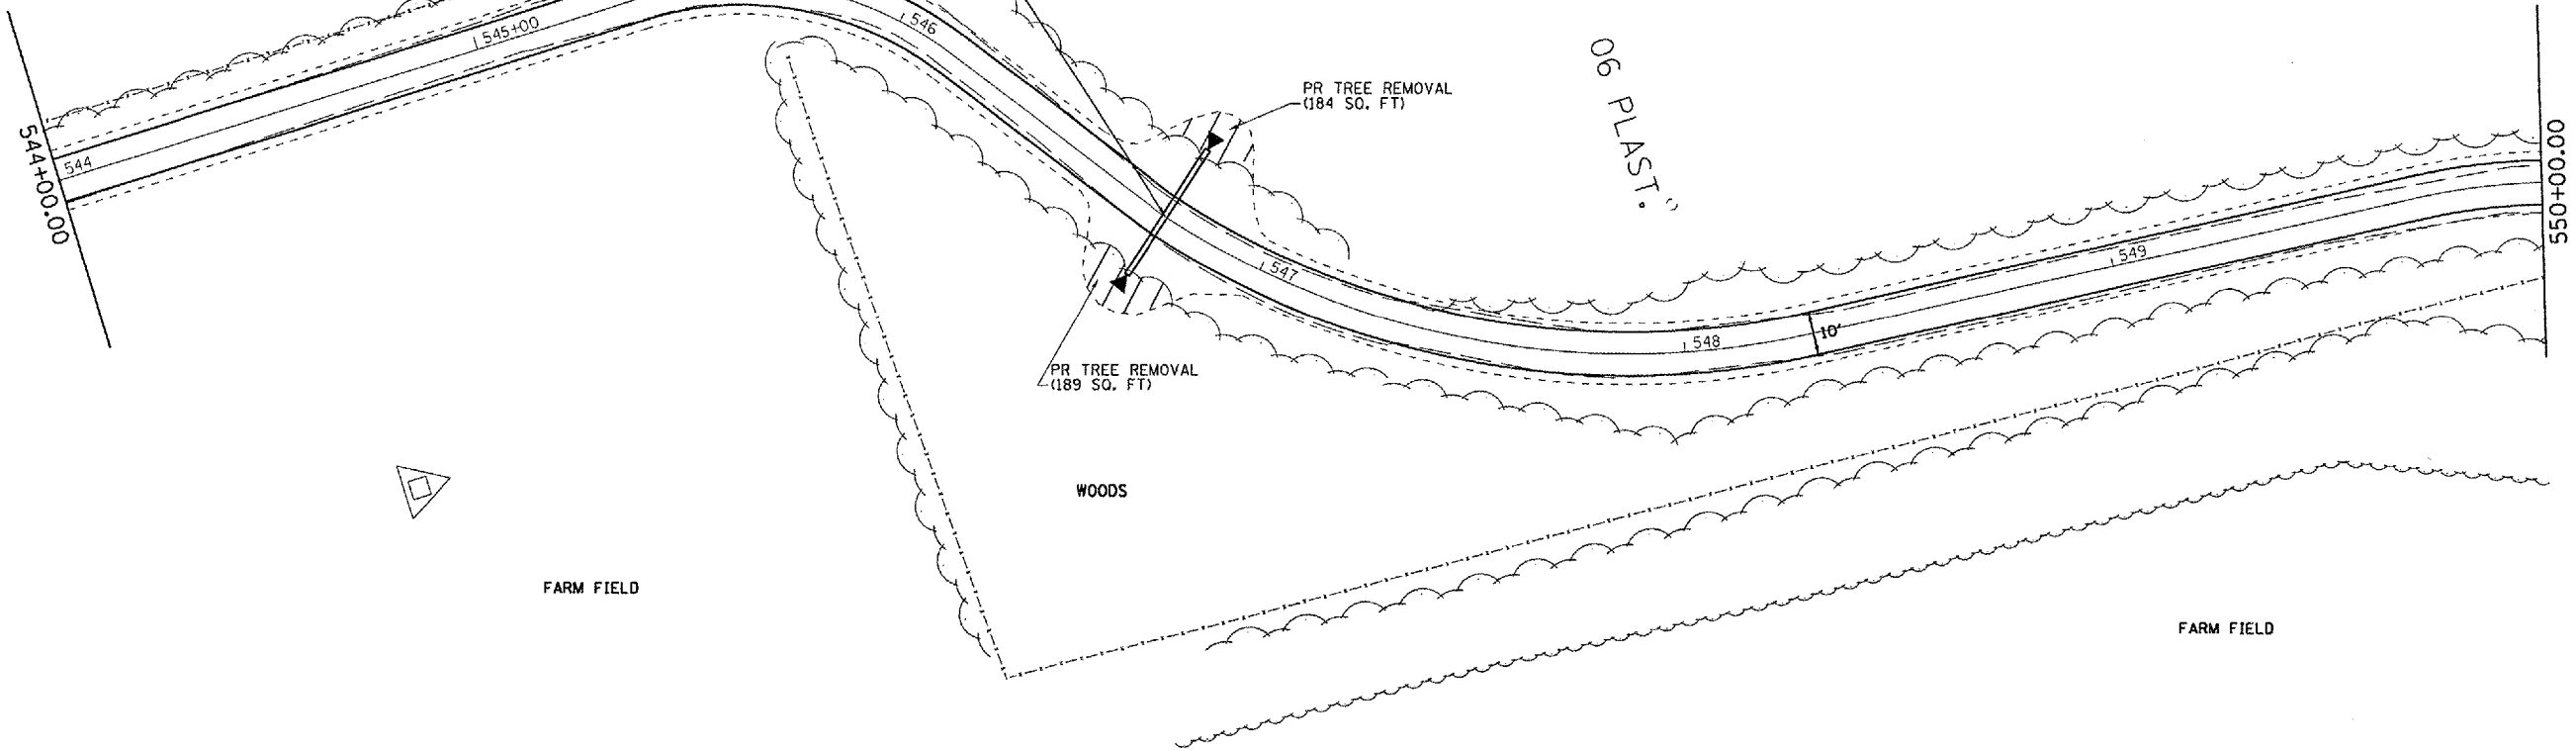 545+00
546
544
544+00.00
PR TREE REMOVAL
(184 SQ. FT)
06 PLAST.
550+00.00
547
548
10'
549
PR TREE REMOVAL
(189 SQ. FT)
WOODS
FARM FIELD
FARM FIELD